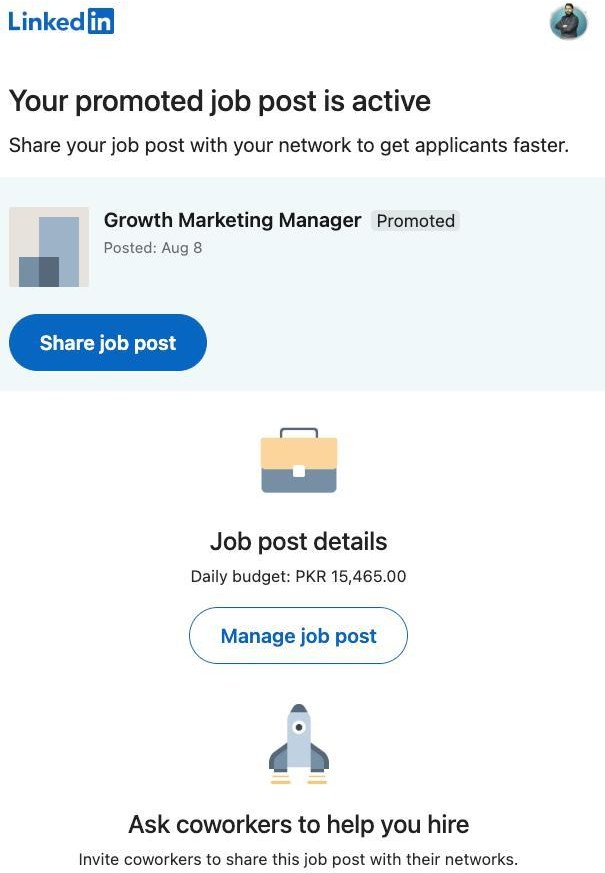 LinkedIn
Your promoted job post is active
Share your job post with your network to get applicants faster.
Growth Marketing Manager Promoted
Posted: Aug 8
Share job post
Job post details
Daily budget: PKR 15,465.00
Manage job post
Ask coworkers to help you hire
Invite coworkers to share this job post with their networks.